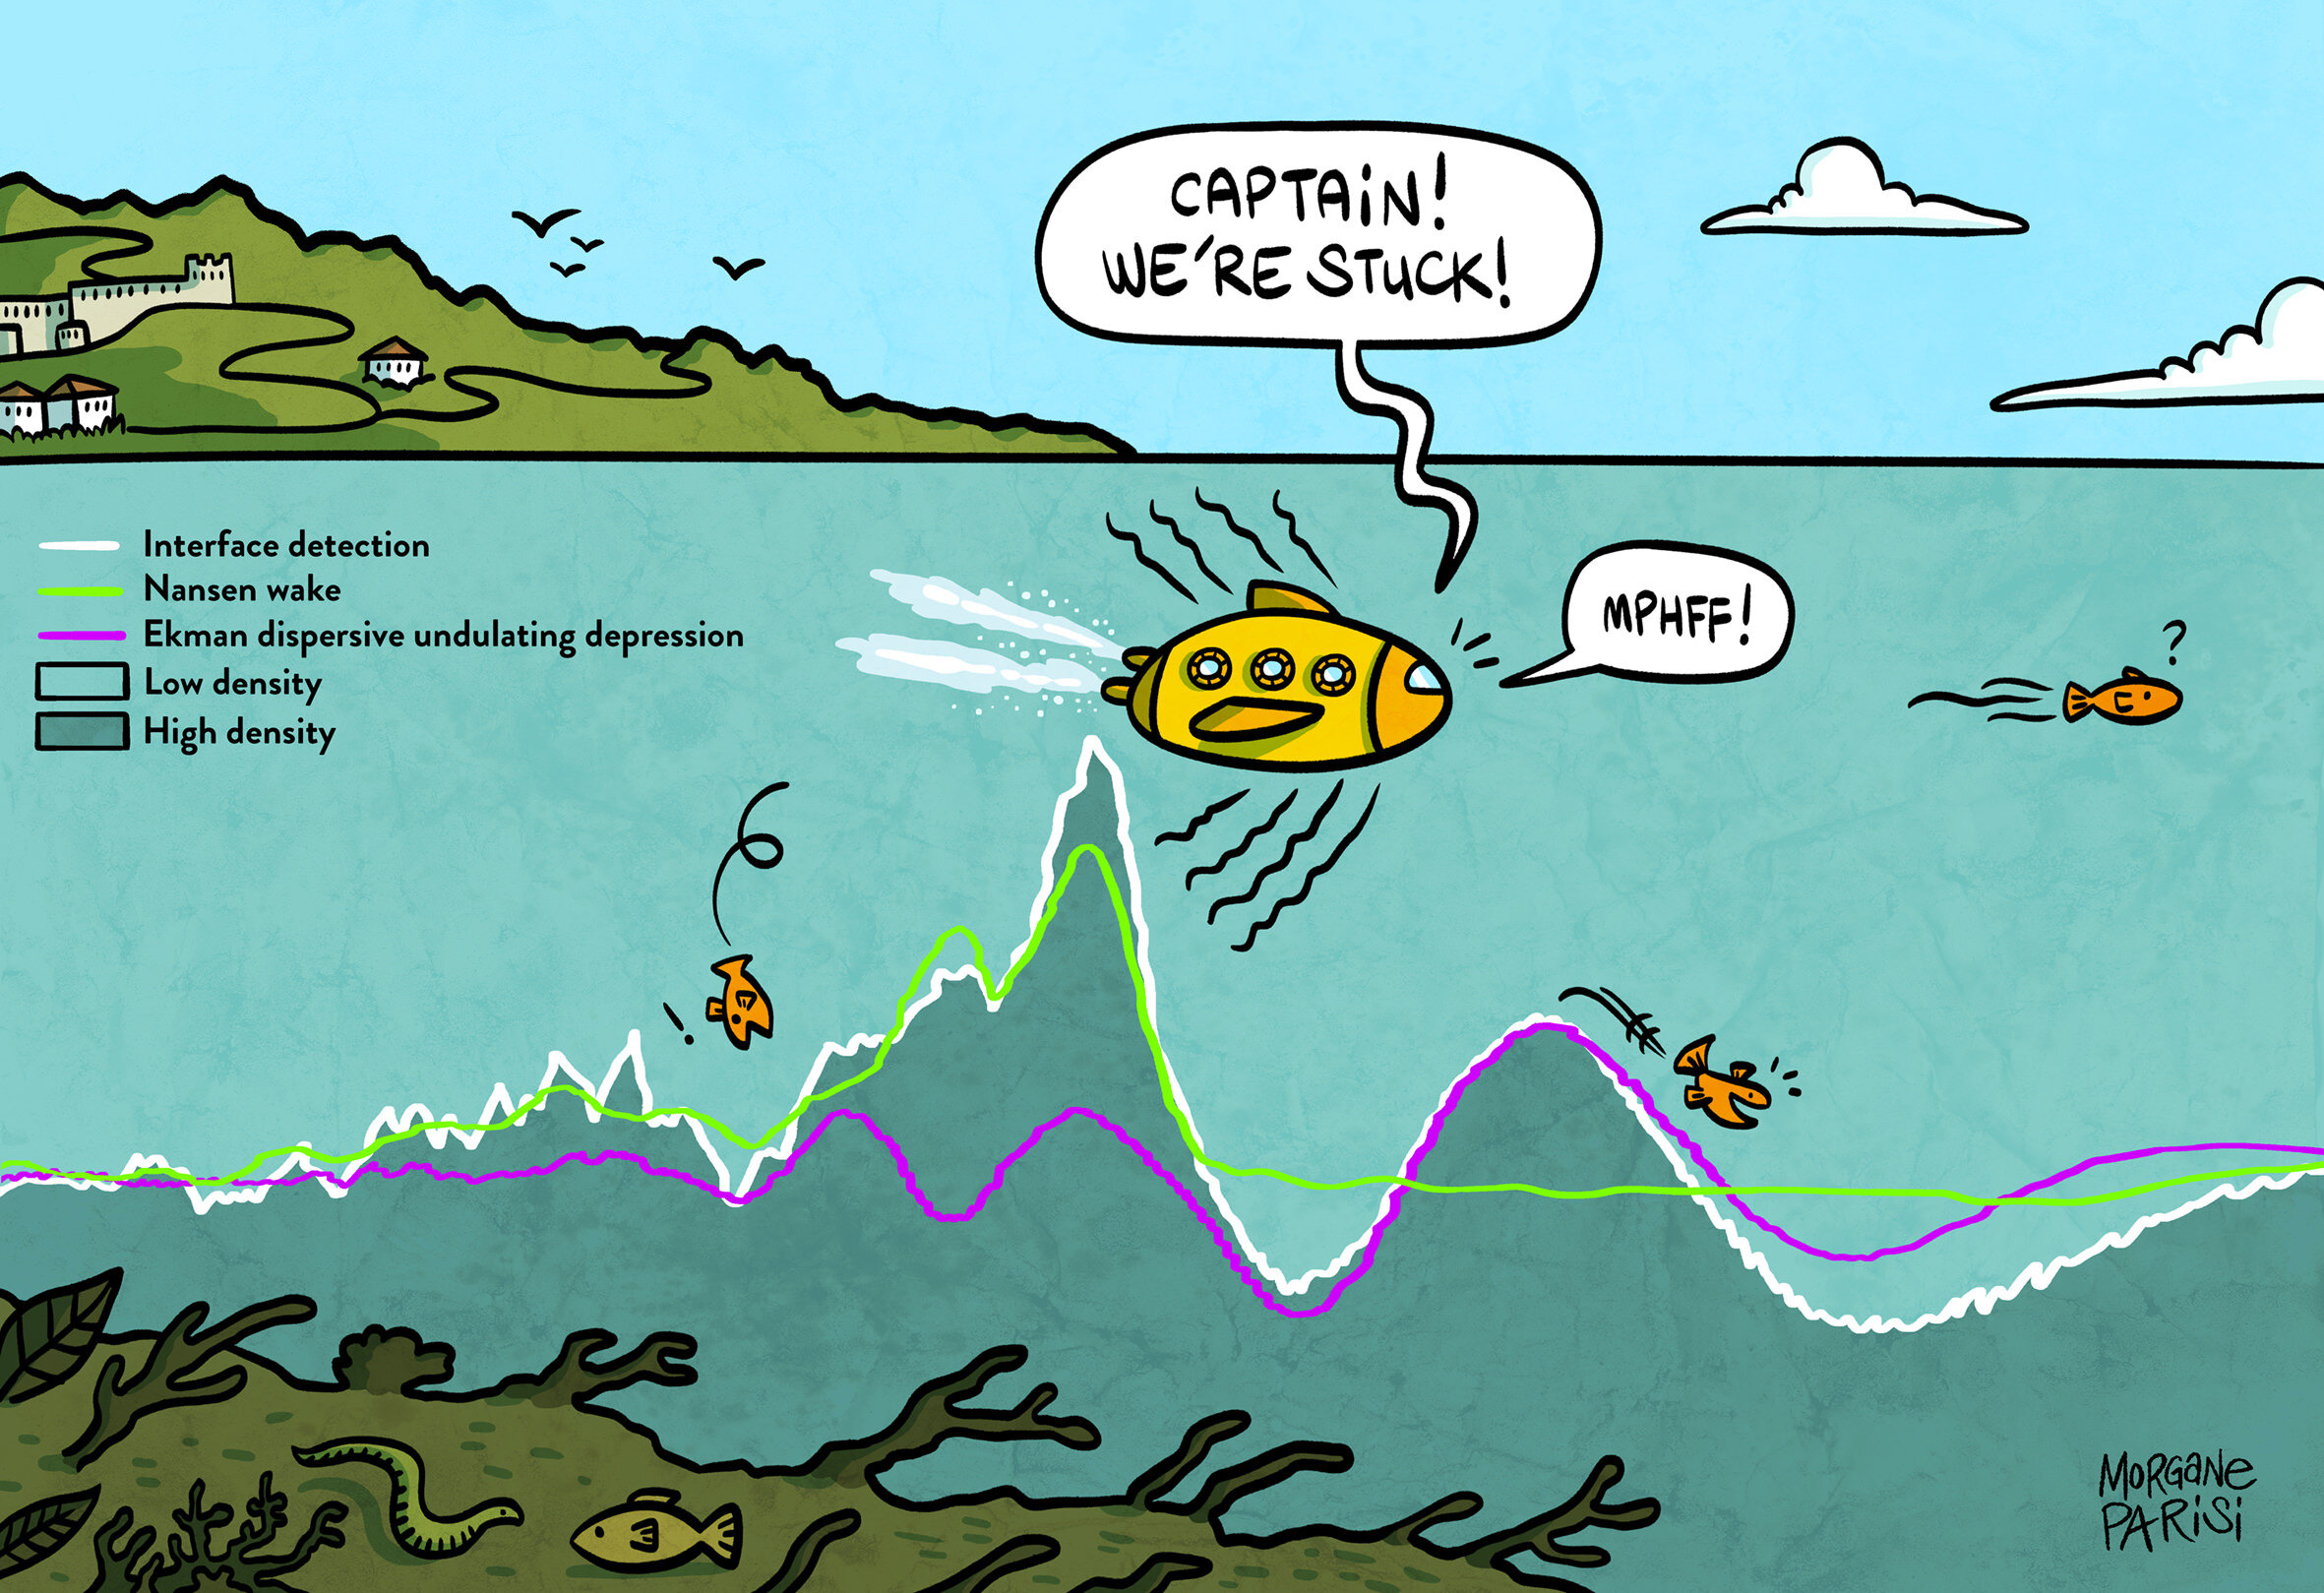 CAPTAIN!
WE'RE STUCK!
Interface detection
Nansen wake
Ekman dispersive undulating depression
Low density
High density
MPHFF!
?
!
MORGANE
PARISI